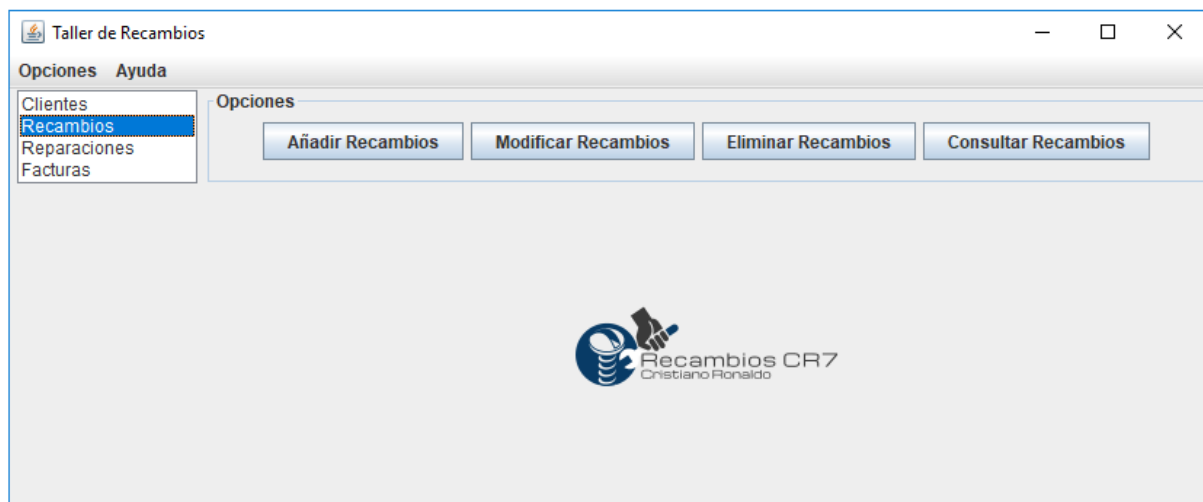 Taller de Recambios
Opciones Ayuda
Clientes
Recambios
Reparaciones
Facturas
Opciones
Añadir Recambios Modificar Recambios Eliminar Recambios Consultar Recambios
Recambios CR7
Cristiano Ronaldo